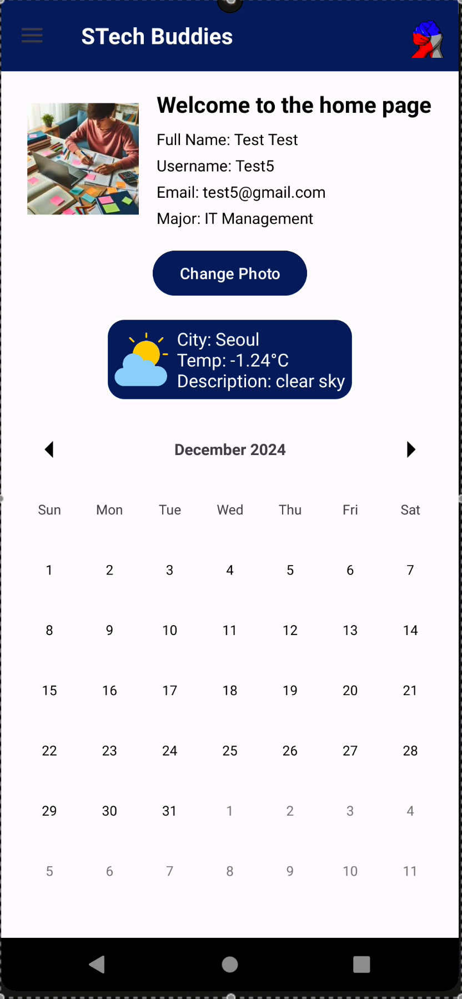 STech Buddies
Welcome to the home page
Full Name: Test Test
Username: Test5
Email: test5@gmail.com
Major: IT Management
Change Photo
City: Seoul
Temp: -1.24°C
Description: clear sky
December 2024
Sun Mon Tue Wed Thu Fri Sat
1 2 3 4 5 6 7
8 9 10 11 12 13 14
15 16 17 18 19 20 21
22 23 24 25 26 27 28
29 30 31 1 2 3 4
5 6 7 8 9 10 11